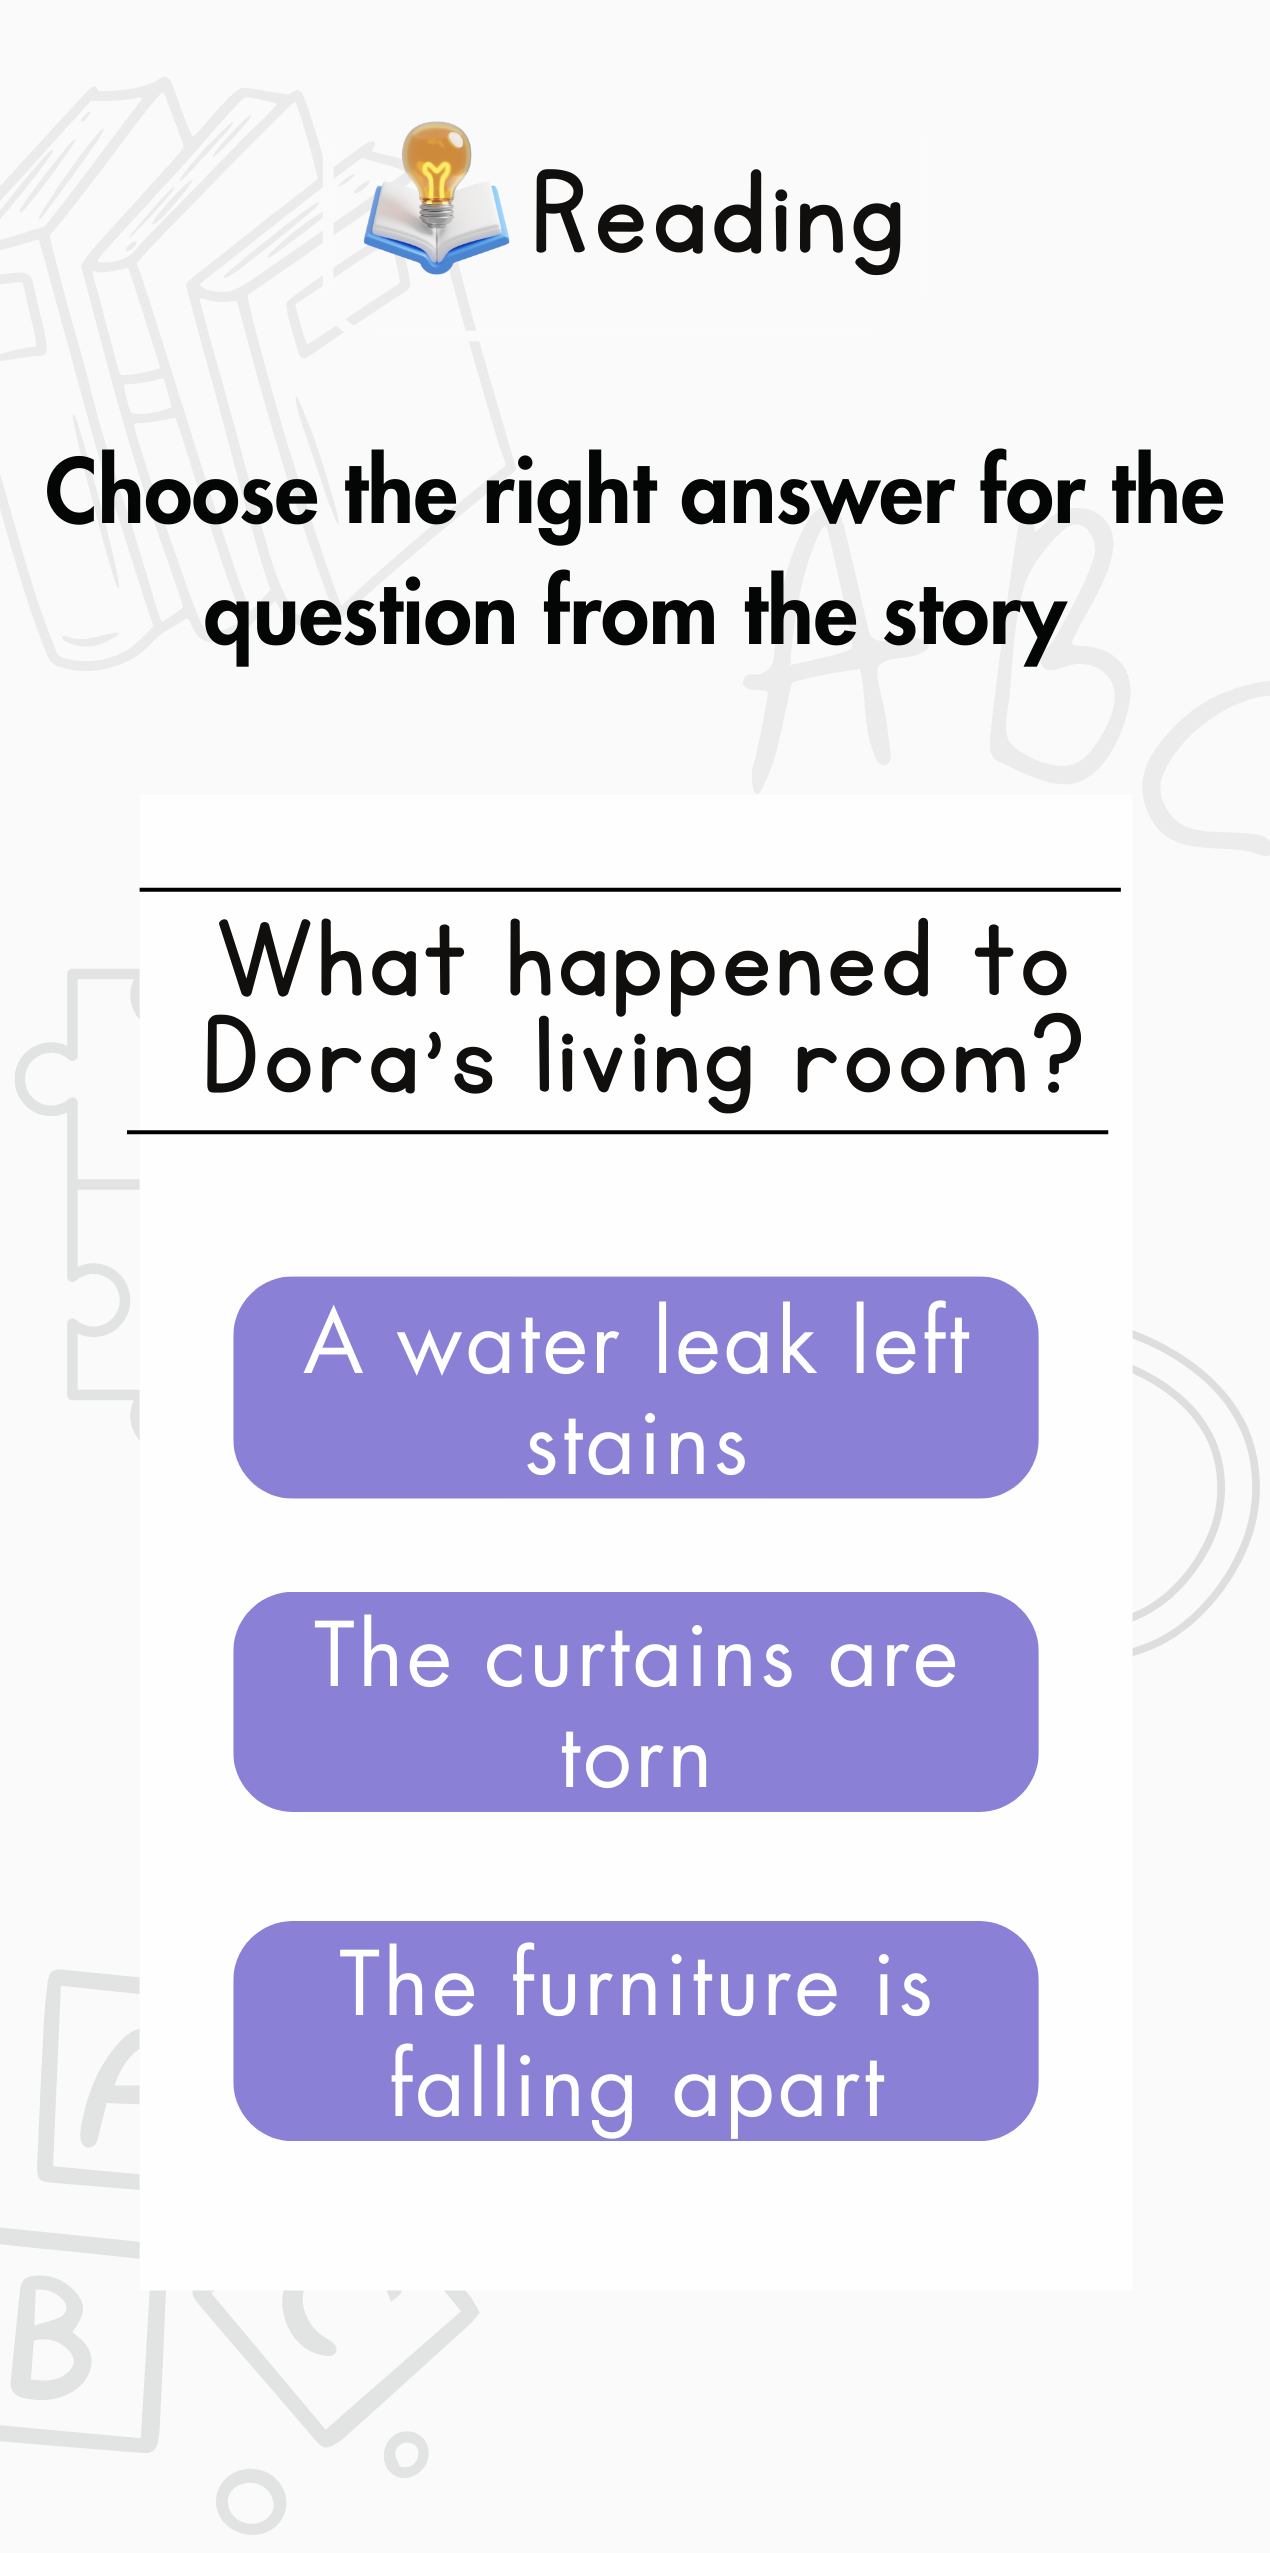 Reading
Choose the right answer for the
question from the story
A B
What happened to
Dora's living room?
A water leak left
stains
The curtains are
torn
The furniture is
falling apart
A
B